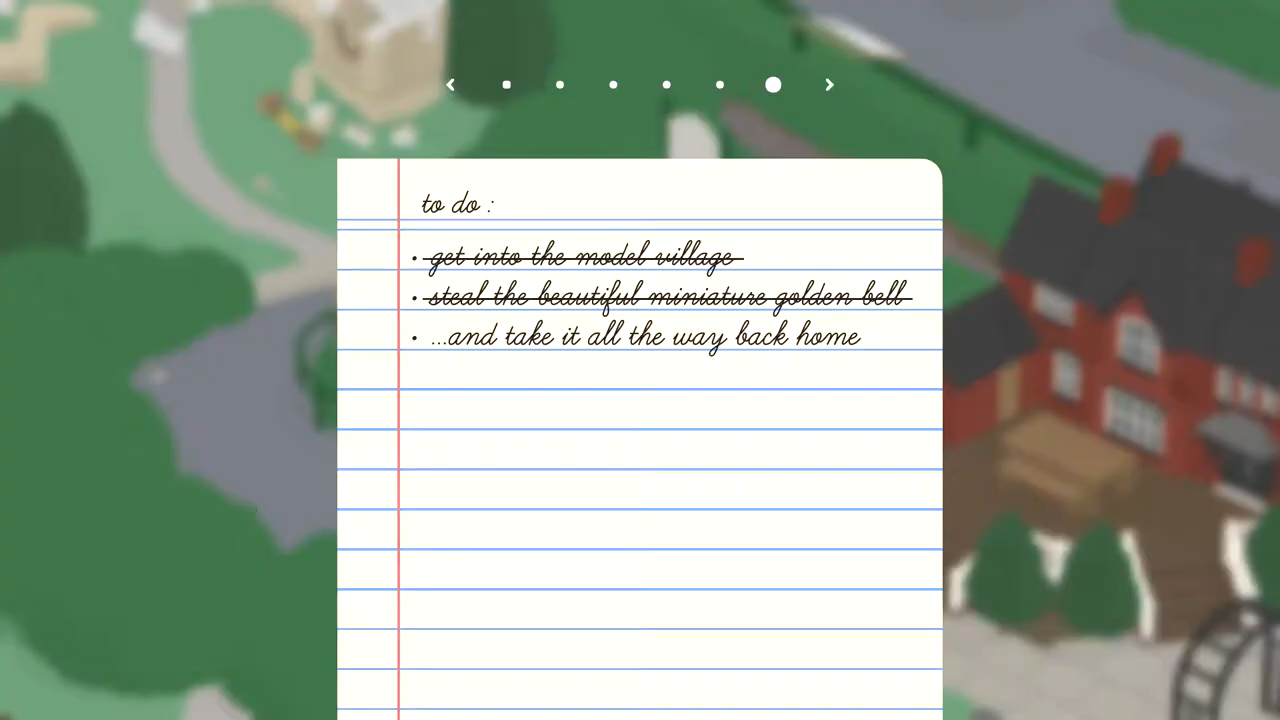 to do :
• get into the model village
• steal the beautiful miniature golden bell
• ...and take it all the way back home